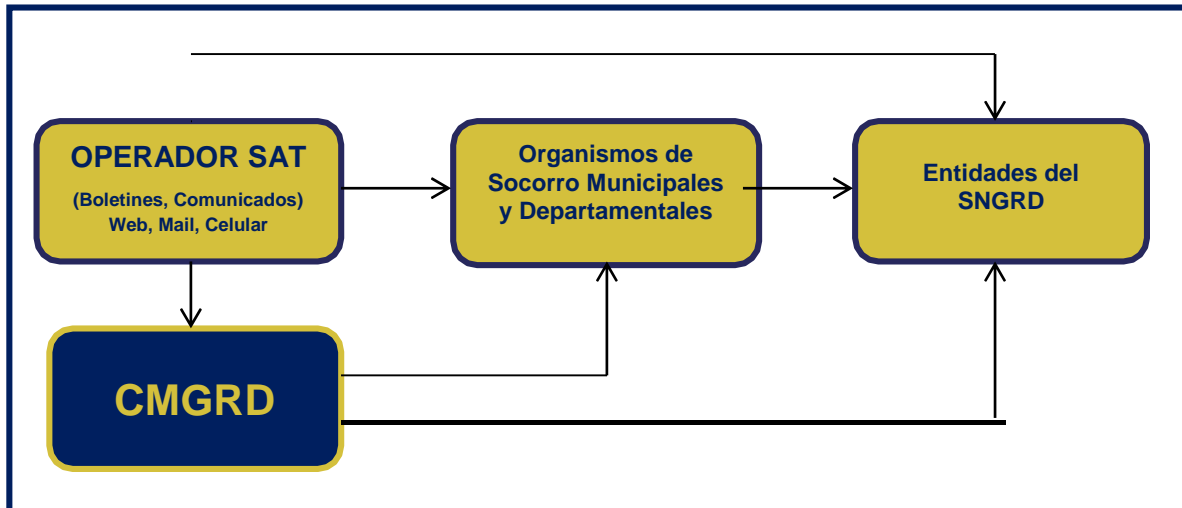 OPERADOR SAT
(Boletines, Comunicados)
Web, Mail, Celular
Organismos de
Socorro Municipales
y Departamentales
Entidades del
SNGRD
CMGRD